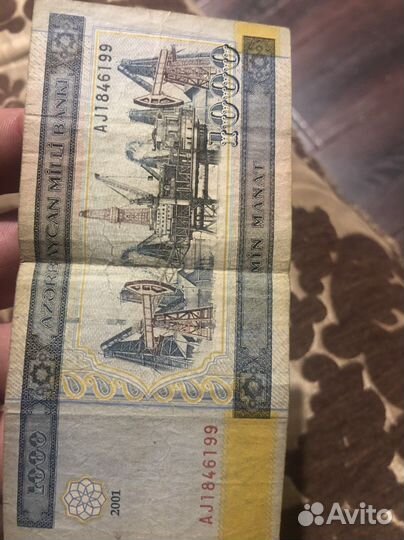 AZƏRBAYCAN MİLLİ BANKI
AJ1846199
1000
MİN MANAT
1000
2001
AJ1846199
Avito